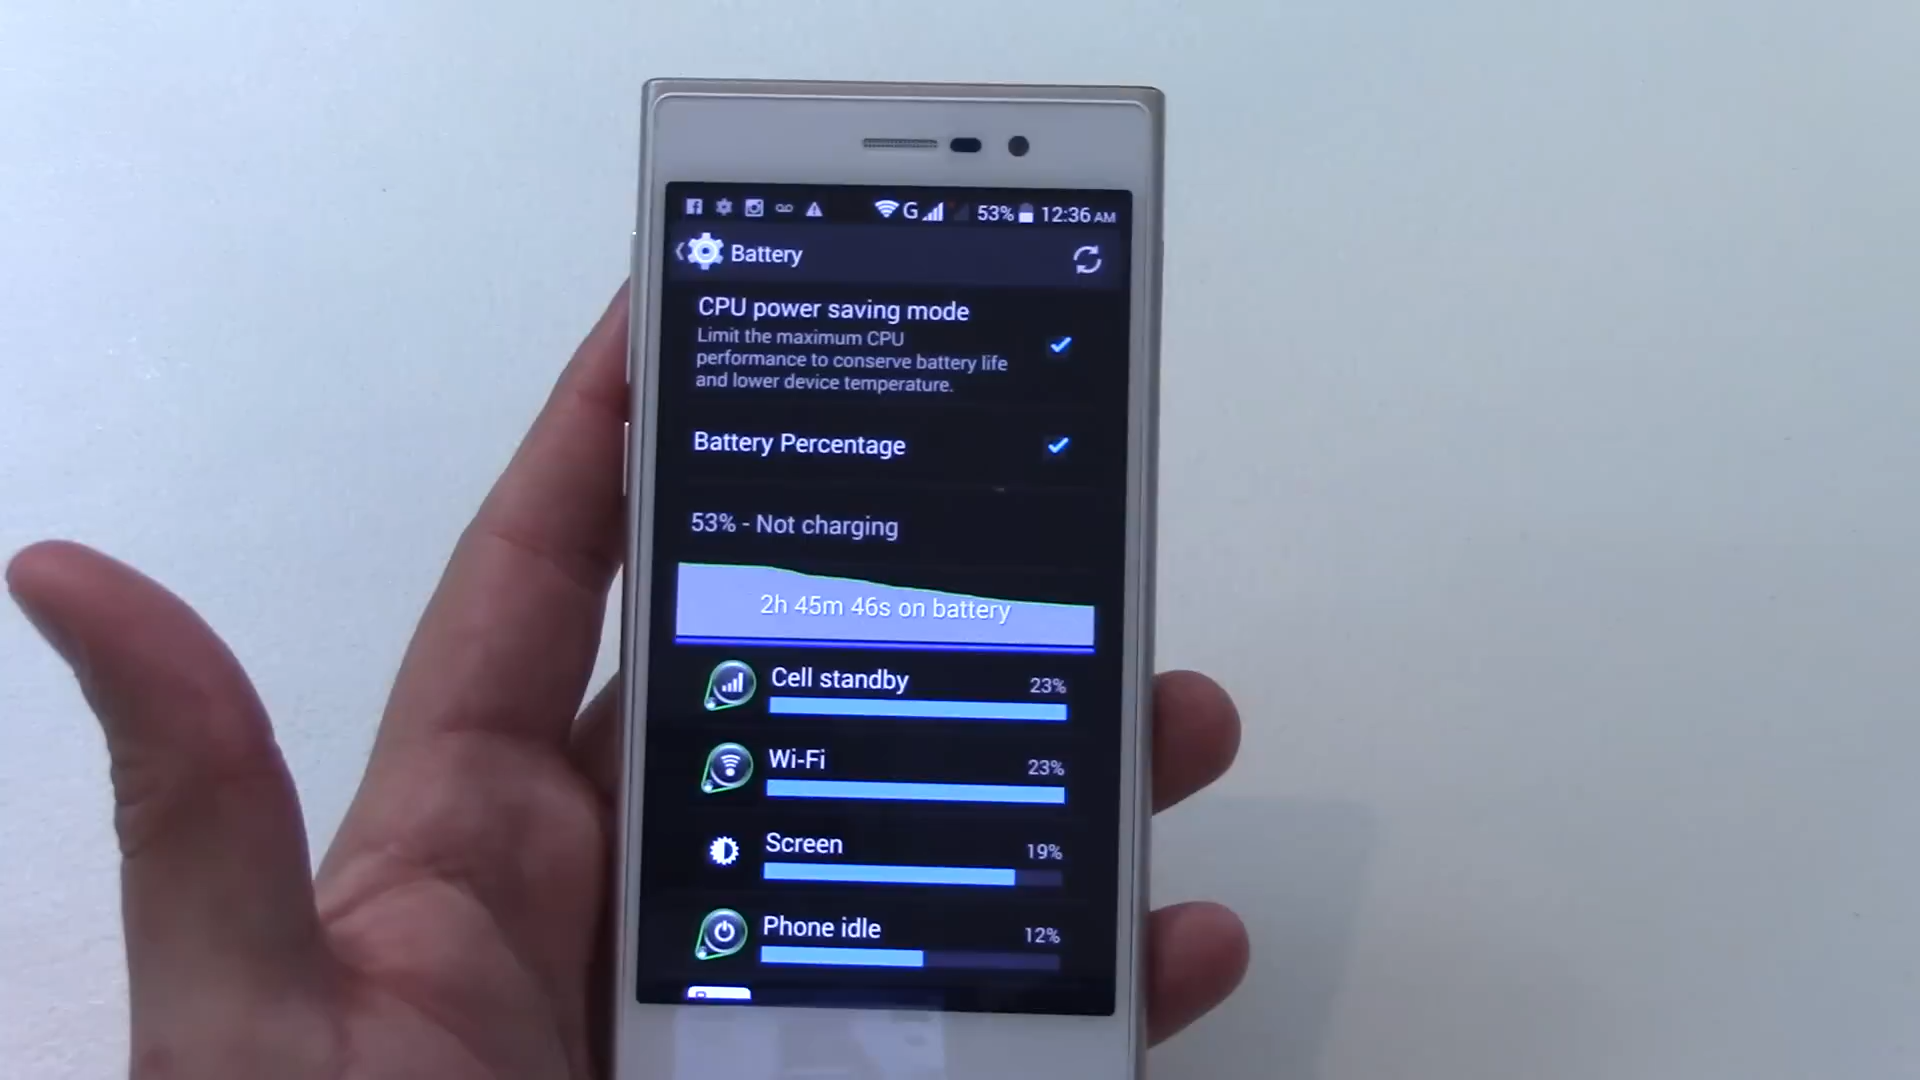 G 53% 12:36 AM
Battery
CPU power saving mode
Limit the maximum CPU
performance to conserve battery life
and lower device temperature.
Battery Percentage
53% - Not charging
2h 45m 46s on battery
Cell standby 23%
Wi-Fi 23%
Screen 19%
Phone idle 12%